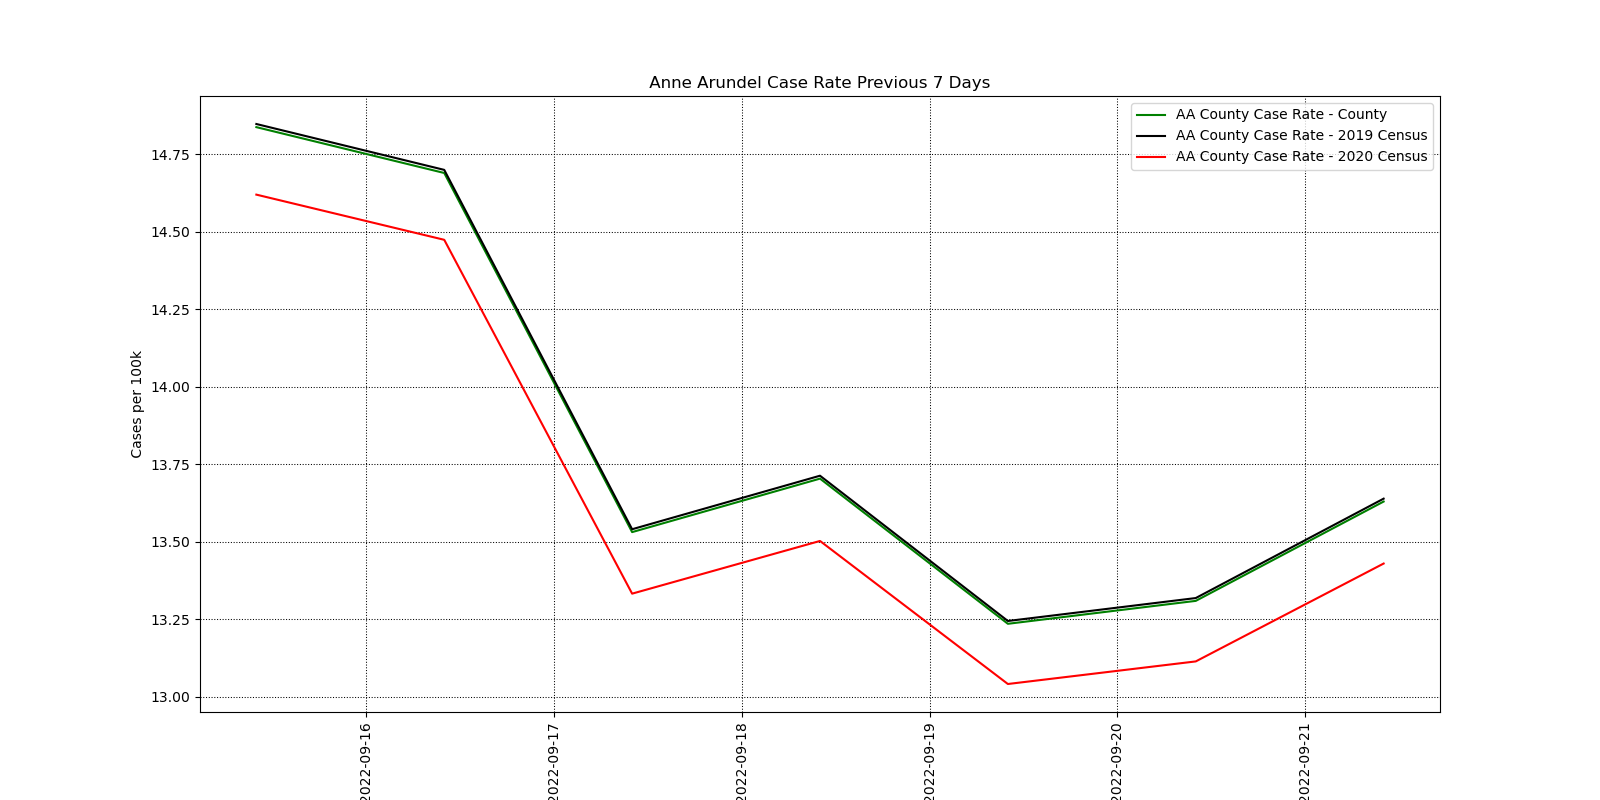 Anne Arundel Case Rate Previous 7 Days
AA County Case Rate - County
AA County Case Rate - 2019 Census
AA County Case Rate - 2020 Census
Cases per 100k
14.75
14.50
14.25
14.00
13.75
13.50
13.25
13.00
2022-09-16
2022-09-17
2022-09-18
2022-09-19
2022-09-20
2022-09-21